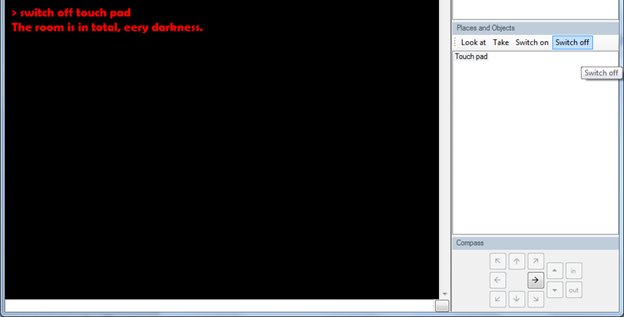 > switch off touch pad
The room is in total, eery darkness.
Places and Objects
Look at Take Switch on Switch off
Touch pad
Switch off
Compass
in
out